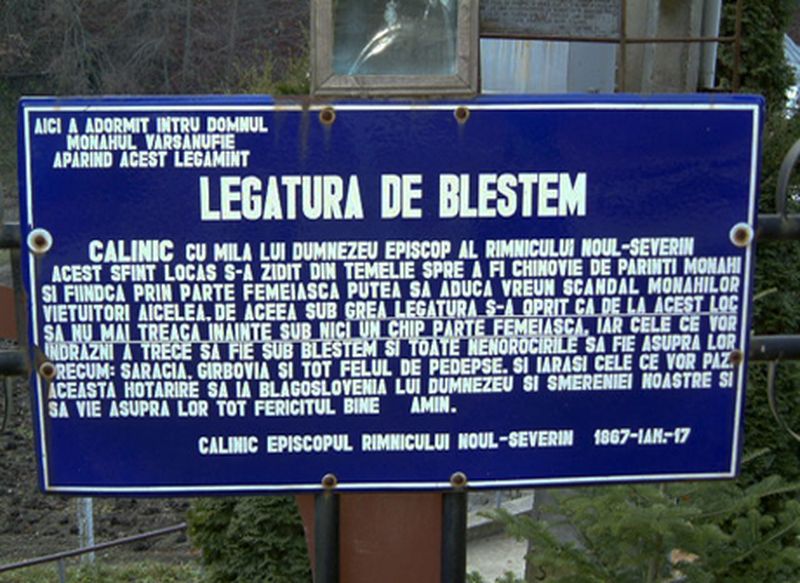 AICI A ADORMIT INTRU DOMNUL
MONAHUL VARSANUFIE
APARIND ACEST LEGAMINT
LEGATURA DE BLESTEM
CALINIC CU MILA LUI DUMNEZEU EPISCOP AL RIMNICULUI NOUL-SEVERIN
ACEST SFINT LOCAS S-A ZIDIT DIN TEMELIE SPRE A FI CHINOVIE DE PARINTI MONAHI
SI FIINDCA PRIN PARTE FEMEIASCA PUTEA SA ADUCA VREUN SCANDAL MONAHILOR
VIETUITORI AICELEA. DE ACEEA SUB GREA LEGATURA S-A OPRIT CA DE LA ACEST LOC
SA NU MAI TREACA INAINTE SUB NICI UN CHIP PARTE FEMEIASCA, IAR CELE CE VOR
INDRAZNI A TRECE SA FIE SUB BLESTEM SI TOATE NENOROCIRILE SA FIE ASUPRA LOR
PRECUM: SARACIA, GIRBOVIA SI TOT FELUL DE PEDEPSE. SI IARASI CELE CE VOR PAZI
ACEASTA HOTARIRE SA IA BLAGOSLOVENIA LUI DUMNEZEU SI SMERENIEI NOASTRE SI
SA VIE ASUPRA LOR TOT FERICITUL BINE AMIN.
CALINIC EPISCOPUL RIMNICULUI NOUL-SEVERIN 1867-IAN.-17